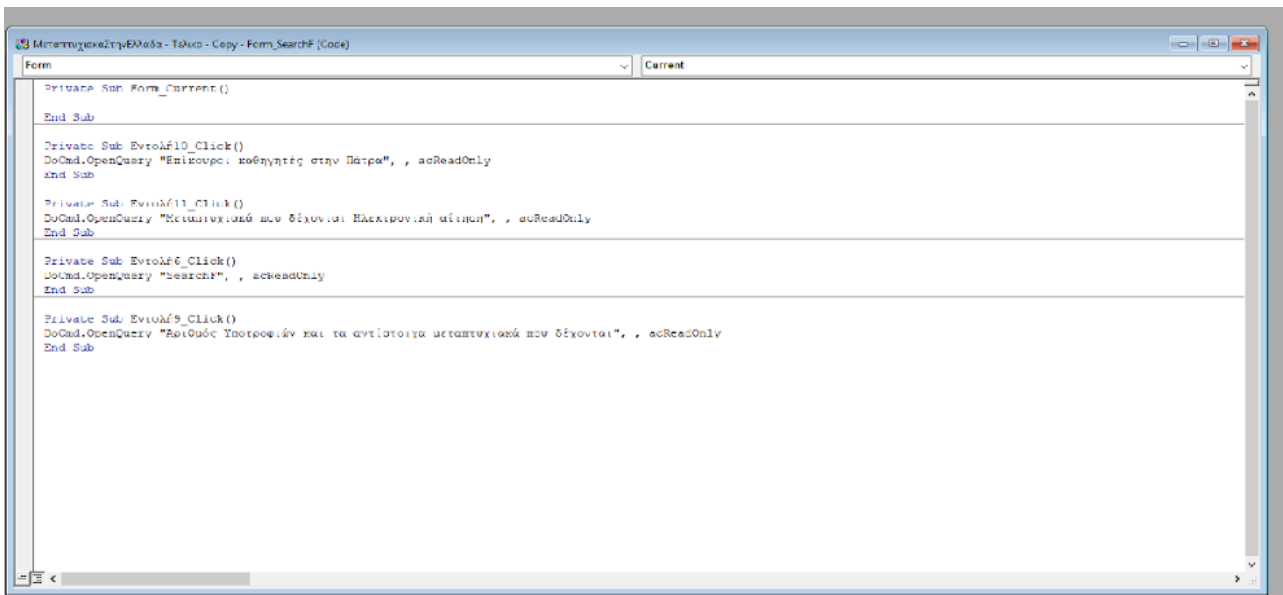 ΜεταπτυχιακαΣτηνΕλλαδα - Τελικο - Copy - Form_SearchF (Code)
Form Current
Private Sub Form_Current()
End Sub
Private Sub Εντολή10_Click()
DoCmd.OpenQuery "Επίκουροι καθηγητές στην Πάτρα", , acReadOnly
End Sub
Private Sub Εντολή11_Click()
DoCmd.OpenQuery "Μεταπτυχιακά που δέχονται Ηλεκτρονική αίτηση", , acReadOnly
End Sub
Private Sub Εντολή6_Click()
DoCmd.OpenQuery "SearchF", , acReadOnly
End Sub
Private Sub Εντολή9_Click()
DoCmd.OpenQuery "Αριθμός Υποτροφιών και τα αντίστοιχα μεταπτυχιακά που δέχονται", , acReadOnly
End Sub